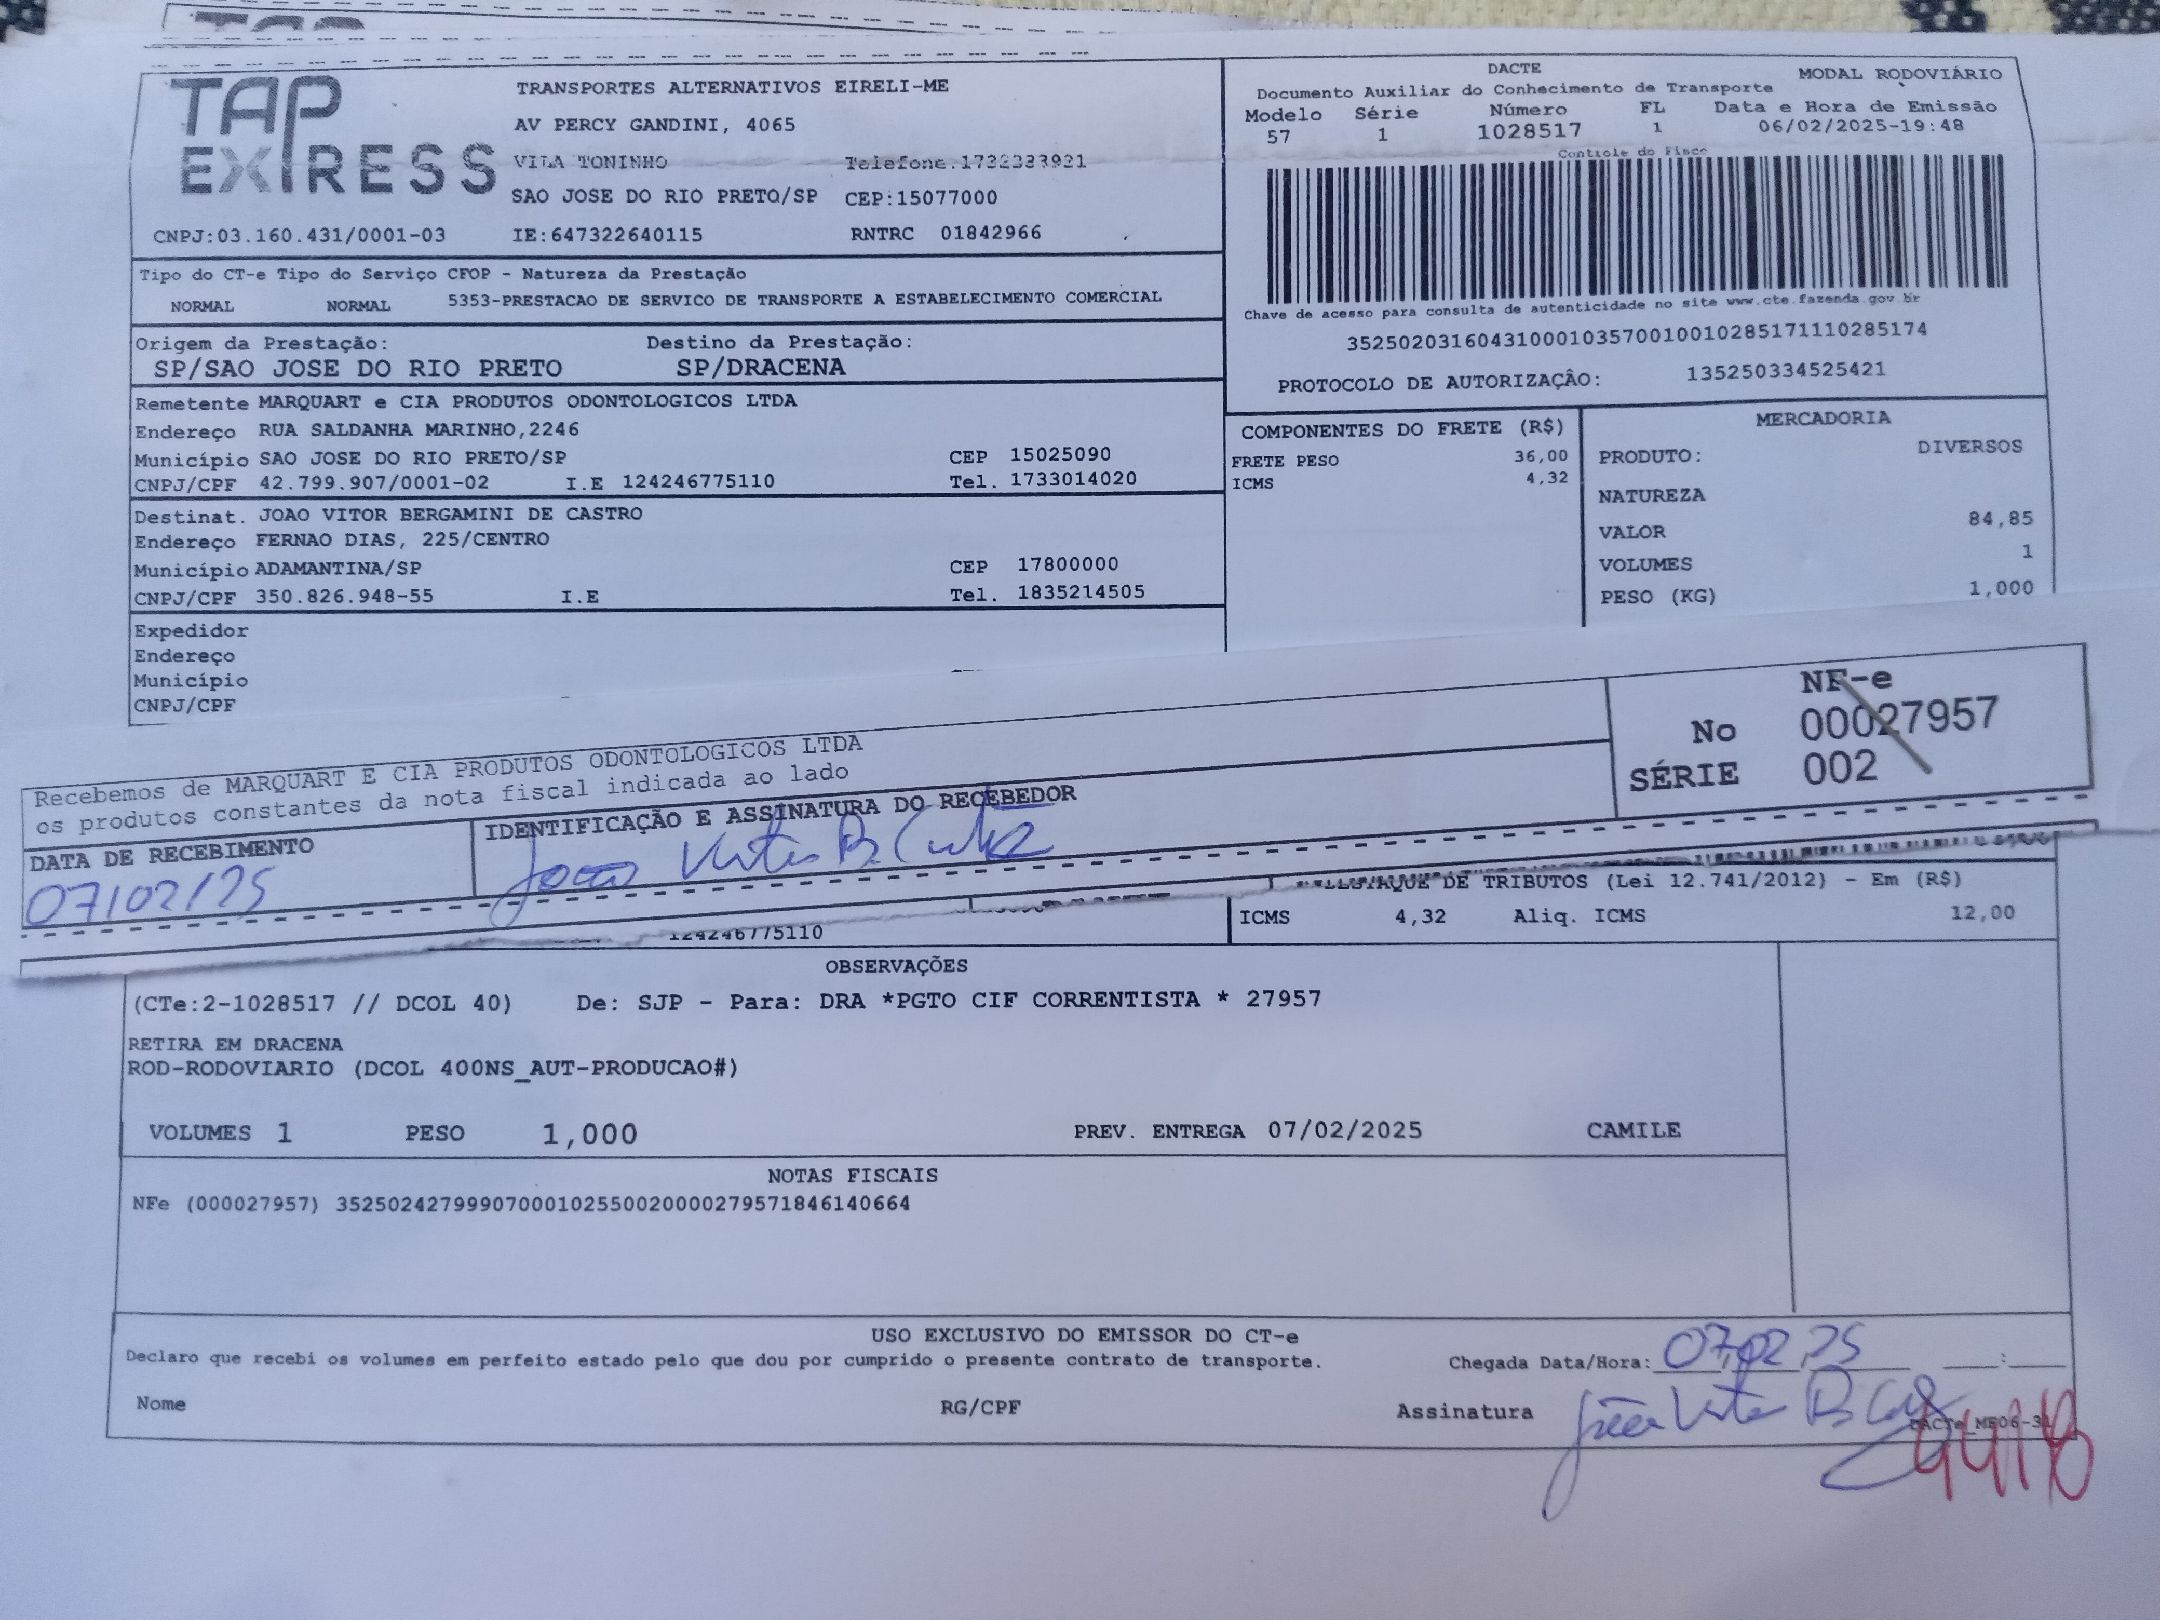 TAP EXPRESS
TRANSPORTES ALTERNATIVOS EIRELI-ME
AV PERCY GANDINI, 4065
VILA TONINHO Telefone:1732333921
SAO JOSE DO RIO PRETO/SP CEP:15077000
CNPJ:03.160.431/0001-03 IE:647322640115 RNTRC 01842966
DACTE MODAL RODOVIÁRIO
Documento Auxiliar do Conhecimento de Transporte
Modelo Série Número FL Data e Hora de Emissão
57 1 1028517 1 06/02/2025-19:48
Controle do Fisco
Chave de acesso para consulta de autenticidade no site www.cte.fazenda.gov.br
35250203160431000103570010010285171110285174
PROTOCOLO DE AUTORIZAÇÃO: 135250334525421
Tipo do CT-e Tipo do Serviço CFOP - Natureza da Prestação
NORMAL NORMAL 5353-PRESTACAO DE SERVICO DE TRANSPORTE A ESTABELECIMENTO COMERCIAL
Origem da Prestação: Destino da Prestação:
SP/SAO JOSE DO RIO PRETO SP/DRACENA
Remetente MARQUART e CIA PRODUTOS ODONTOLOGICOS LTDA
Endereço RUA SALDANHA MARINHO,2246
Município SAO JOSE DO RIO PRETO/SP CEP 15025090
CNPJ/CPF 42.799.907/0001-02 I.E 124246775110 Tel. 1733014020
Destinat. JOAO VITOR BERGAMINI DE CASTRO
Endereço FERNAO DIAS, 225/CENTRO
Município ADAMANTINA/SP CEP 17800000
CNPJ/CPF 350.826.948-55 I.E Tel. 1835214505
Expedidor
Endereço
Município
CNPJ/CPF
COMPONENTES DO FRETE (R$)
FRETE PESO 36,00
ICMS 4,32
MERCADORIA
PRODUTO: DIVERSOS
NATUREZA
VALOR 84,85
VOLUMES 1
PESO (KG) 1,000
Recebemos de MARQUART E CIA PRODUTOS ODONTOLOGICOS LTDA
os produtos constantes da nota fiscal indicada ao lado
NF-e
No 00027957
SÉRIE 002
DATA DE RECEBIMENTO IDENTIFICAÇÃO E ASSINATURA DO RECEBEDOR
07/02/25 João Vitor B.
DE TRIBUTOS (Lei 12.741/2012) - Em (R$)
124246775110 ICMS 4,32 Aliq. ICMS 12,00
OBSERVAÇÕES
(CTe:2-1028517 // DCOL 40) De: SJP - Para: DRA *PGTO CIF CORRENTISTA * 27957
RETIRA EM DRACENA
ROD-RODOVIARIO (DCOL 400NS_AUT-PRODUCAO#)
VOLUMES 1 PESO 1,000 PREV. ENTREGA 07/02/2025 CAMILE
NOTAS FISCAIS
NFe (000027957) 35250242799907000102550020000279571846140664
USO EXCLUSIVO DO EMISSOR DO CT-e
Declaro que recebi os volumes em perfeito estado pelo que dou por cumprido o presente contrato de transporte. Chegada Data/Hora: 07,02,25
Nome RG/CPF Assinatura João Vitor B